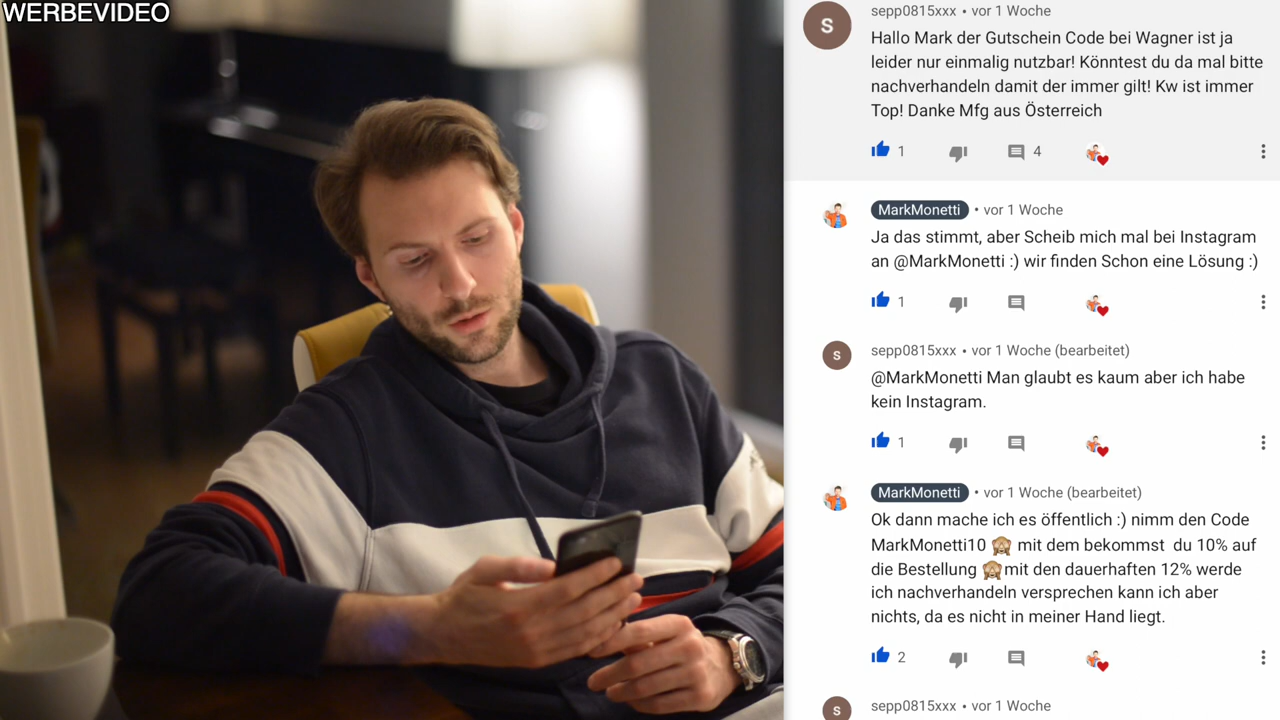 WERBEVIDEO
S
sepp0815xxx • vor 1 Woche
Hallo Mark der Gutschein Code bei Wagner ist ja
leider nur einmalig nutzbar! Könntest du da mal bitte
nachverhandeln damit der immer gilt! Kw ist immer
Top! Danke Mfg aus Österreich
1
4
MarkMonetti • vor 1 Woche
Ja das stimmt, aber Scheib mich mal bei Instagram
an @MarkMonetti :) wir finden Schon eine Lösung :)
1
S
sepp0815xxx • vor 1 Woche (bearbeitet)
@MarkMonetti Man glaubt es kaum aber ich habe
kein Instagram.
1
MarkMonetti • vor 1 Woche (bearbeitet)
Ok dann mache ich es öffentlich :) nimm den Code
MarkMonetti10 🙈 mit dem bekommst du 10% auf
die Bestellung 🙈mit den dauerhaften 12% werde
ich nachverhandeln versprechen kann ich aber
nichts, da es nicht in meiner Hand liegt.
2
S
sepp0815xxx • vor 1 Woche